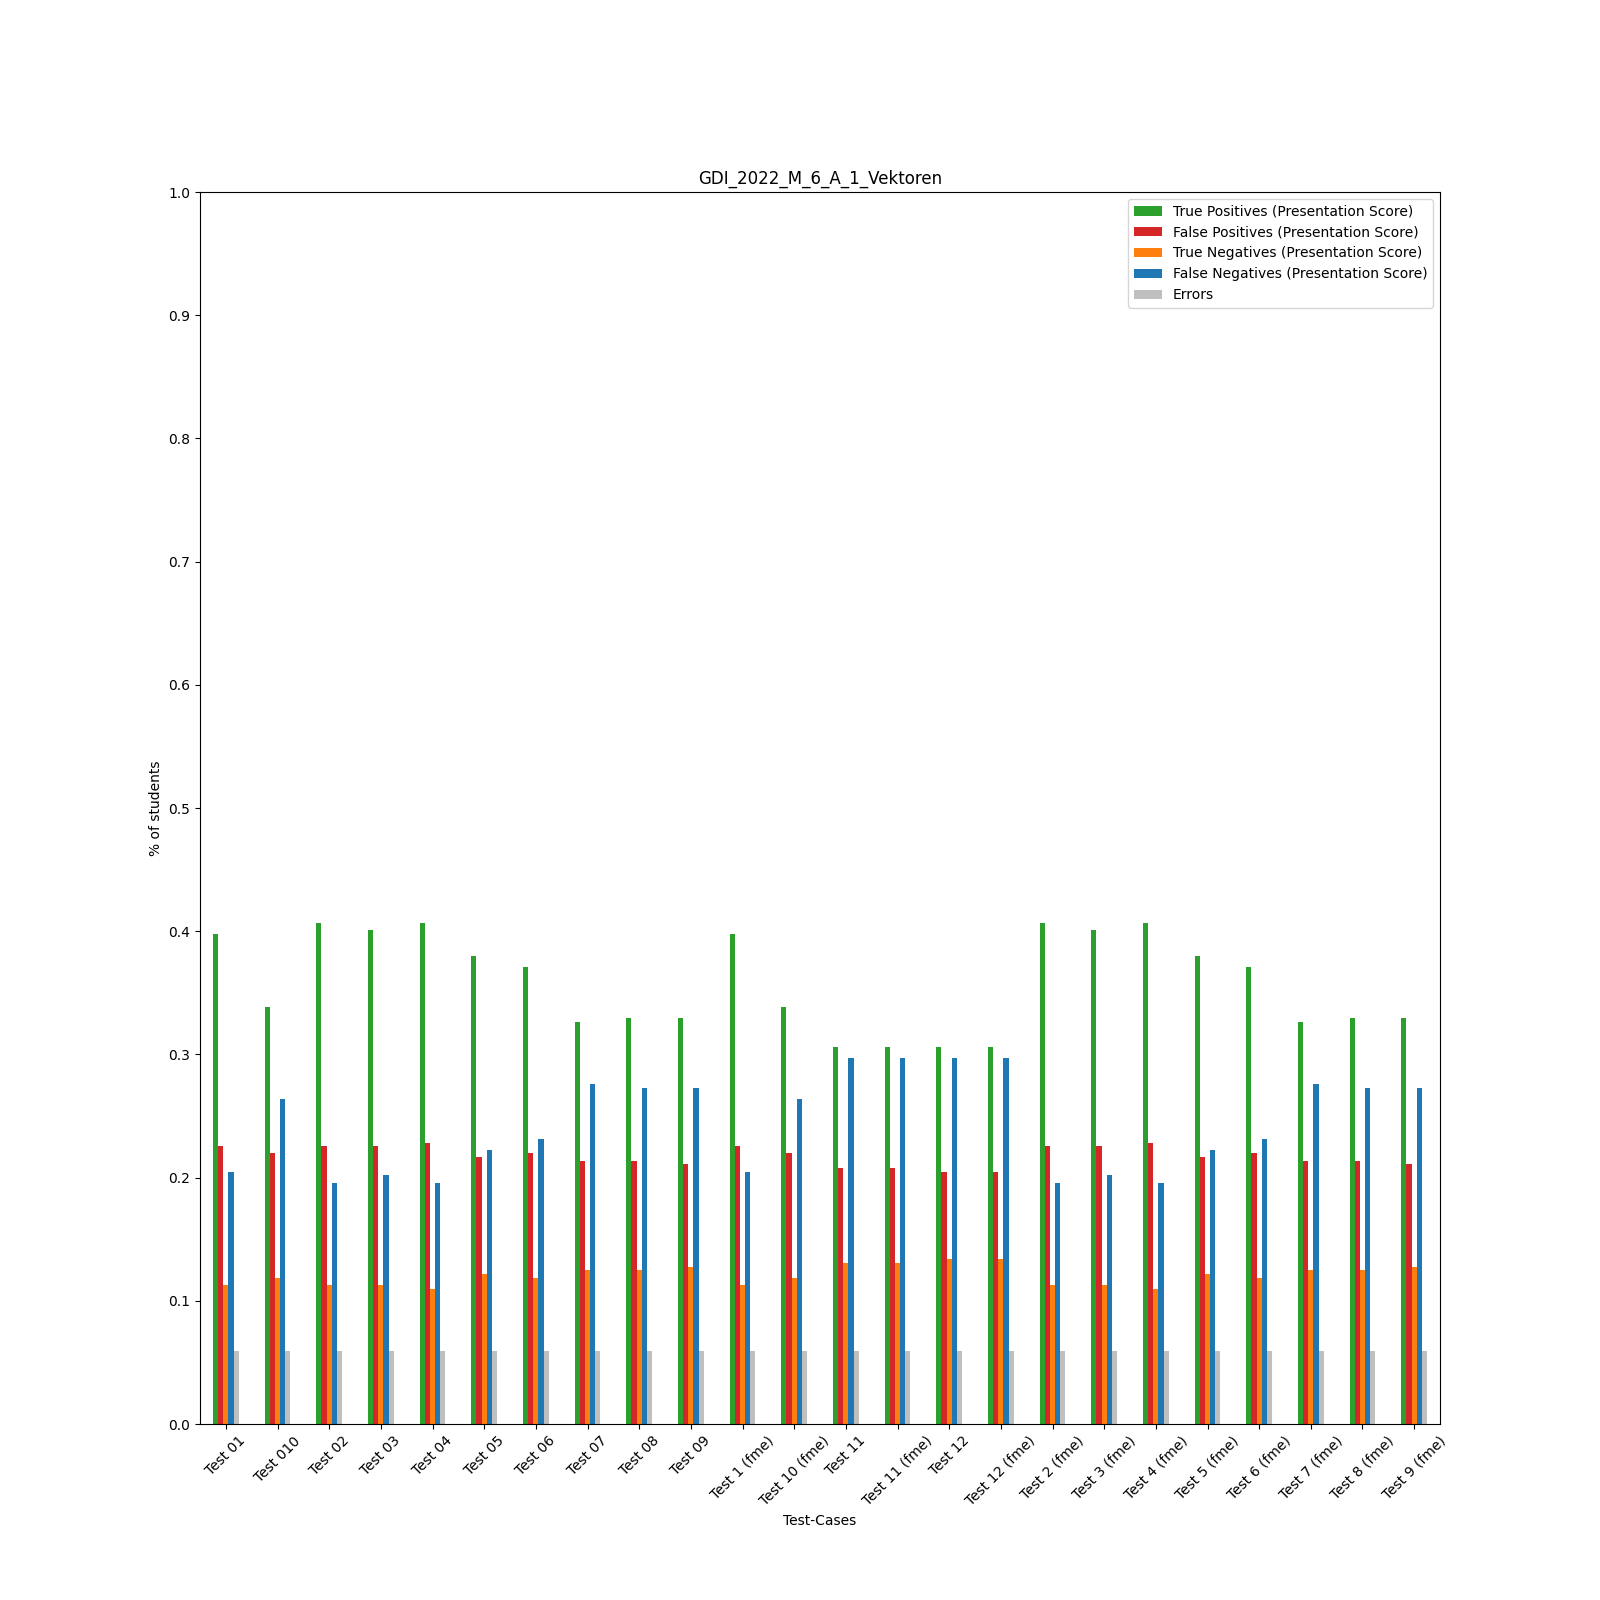 GDI_2022_M_6_A_1_Vektoren
True Positives (Presentation Score)
False Positives (Presentation Score)
True Negatives (Presentation Score)
False Negatives (Presentation Score)
Errors
1.0
0.9
0.8
0.7
0.6
0.5
0.4
0.3
0.2
0.1
0.0
% of students
Test 01
Test 010
Test 02
Test 03
Test 04
Test 05
Test 06
Test 07
Test 08
Test 09
Test 1 (fme)
Test 10 (fme)
Test 11
Test 11 (fme)
Test 12
Test 12 (fme)
Test 2 (fme)
Test 3 (fme)
Test 4 (fme)
Test 5 (fme)
Test 6 (fme)
Test 7 (fme)
Test 8 (fme)
Test 9 (fme)
Test-Cases